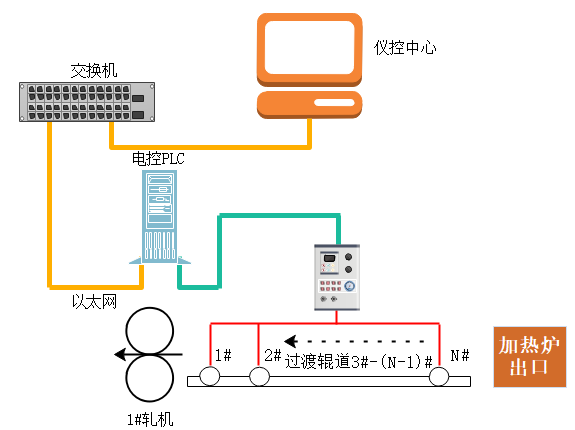 仪控中心
交换机
电控PLC
以太网
1#
2#
过渡辊道3#-(N-1)#
N#
加热炉
出口
1#轧机